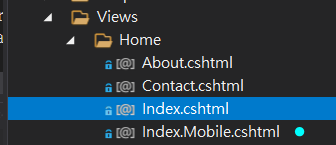 Views
Home
[@] About.cshtml
[@] Contact.cshtml
[@] Index.cshtml
[@] Index.Mobile.cshtml